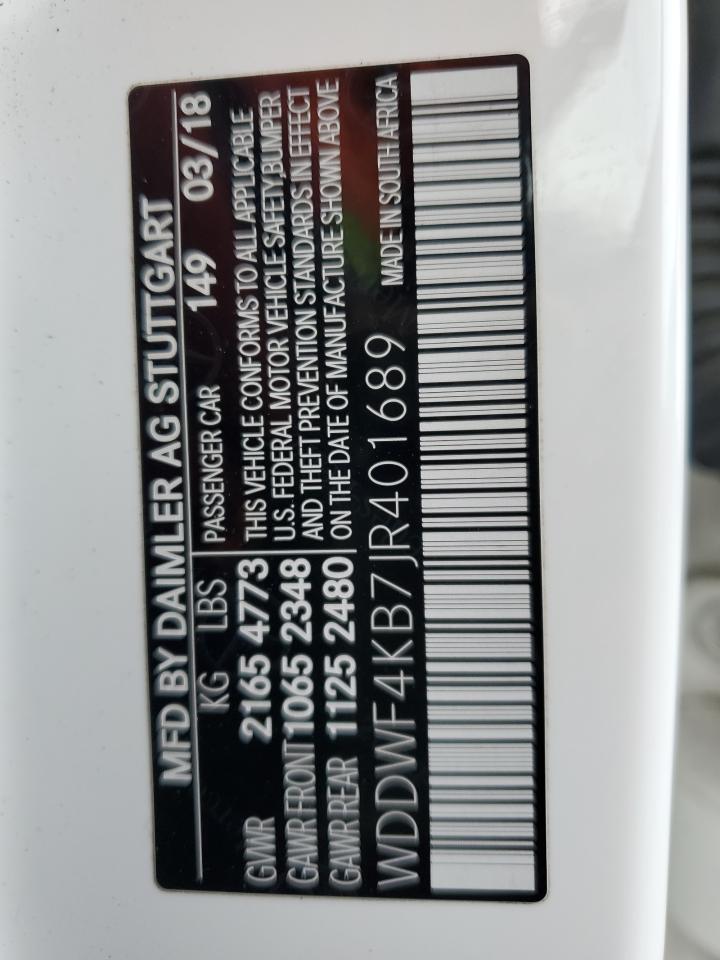 MFD BY DAIMLER AG STUTTGART
KG LBS PASSENGER CAR 149 03/18
GWR 2165 4773 THIS VEHICLE CONFORMS TO ALL APPLICABLE
GAWR FRONT 1065 2348 U.S. FEDERAL MOTOR VEHICLE SAFETY,BUMPER
GAWR REAR 1125 2480 AND THEFT PREVENTION STANDARDS IN EFFECT
ON THE DATE OF MANUFACTURE SHOWN ABOVE
WDDWF4KB7JR401689 MADE IN SOUTH AFRICA